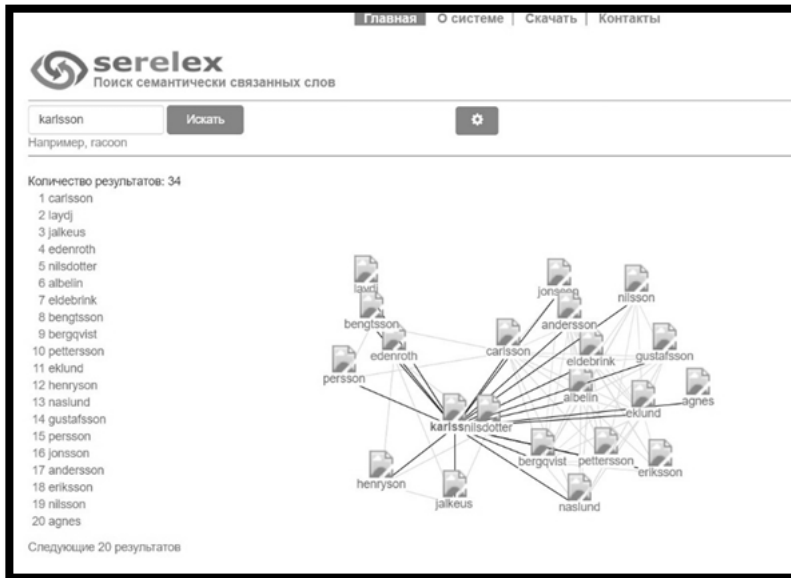 Главная О системе | Скачать | Контакты
serelex
Поиск семантически связанных слов
karlsson Искать
Например, racoon
Количество результатов: 34
1 carlsson
2 laydj
3 jalkeus
4 edenroth
5 nilsdotter
6 albelin
7 eldebrink
8 bengtsson
9 bergqvist
10 pettersson
11 eklund
12 henryson
13 naslund
14 gustafsson
15 persson
16 jonsson
17 andersson
18 eriksson
19 nilsson
20 agnes
Следующие 20 результатов
laydj
jonsson
nilsson
bengtsson
andersson
edenroth
carlsson
eldebrink
gustafsson
persson
albelin
agnes
eklund
karlss nilsdotter
bergqvist pettersson
eriksson
henryson
jalkeus
naslund